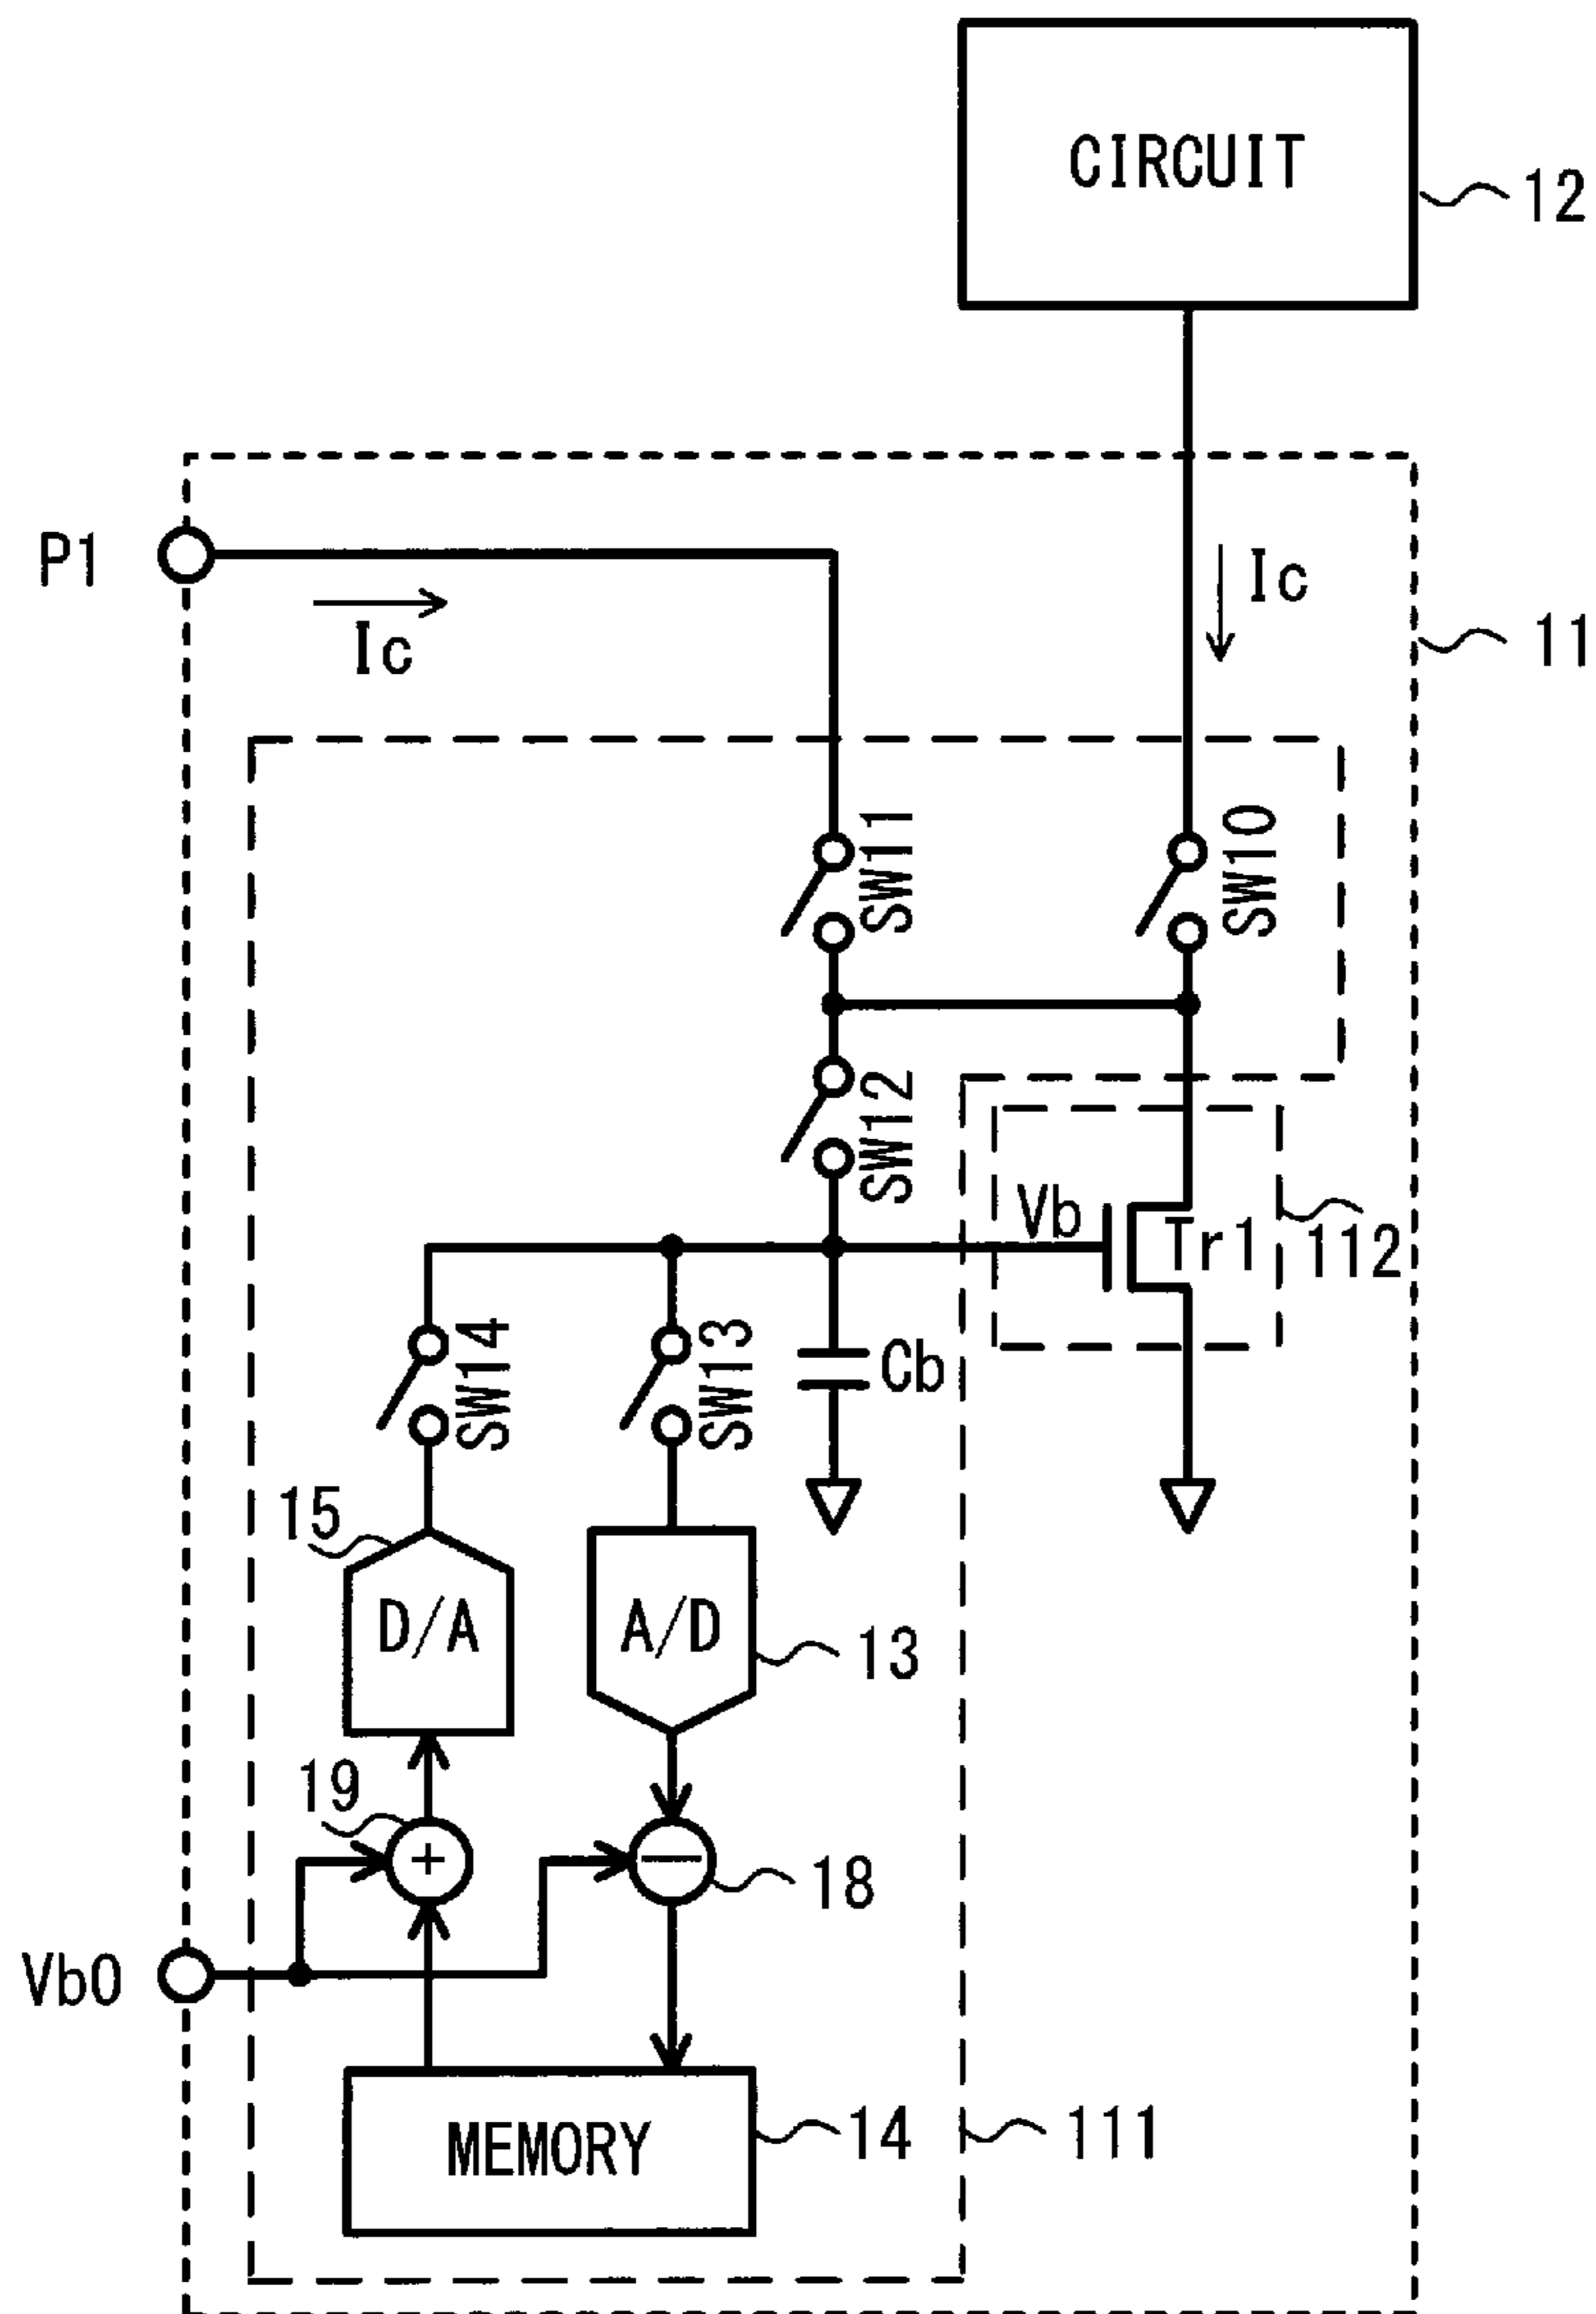 CIRCUIT
12
P1
Ic
Ic
11
SW11
SW10
SW12
Vb
Tr1
112
SW14
SW13
Cb
15
D/A
A/D
13
19
+
−
18
Vb0
MEMORY
14
111